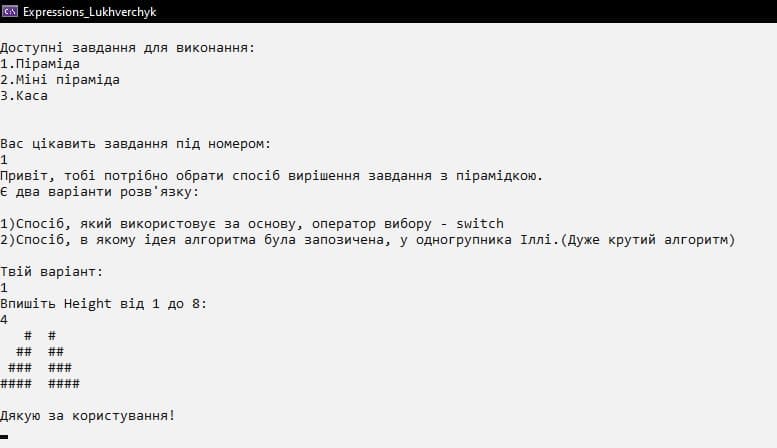 Expressions_Lukhverchyk
Доступні завдання для виконання:
1.Піраміда
2.Міні піраміда
3.Каса
Вас цікавить завдання під номером:
1
Привіт, тобі потрібно обрати спосіб вирішення завдання з пірамідкою.
Є два варіанти розв'язку:
1)Спосіб, який використовує за основу, оператор вибору - switch
2)Спосіб, в якому ідея алгоритма була запозичена, у одногрупника Іллі.(Дуже крутий алгоритм)
Твій варіант:
1
Впишіть Height від 1 до 8:
4
   #  #
  ##  ##
 ###  ###
####  ####
Дякую за користування!